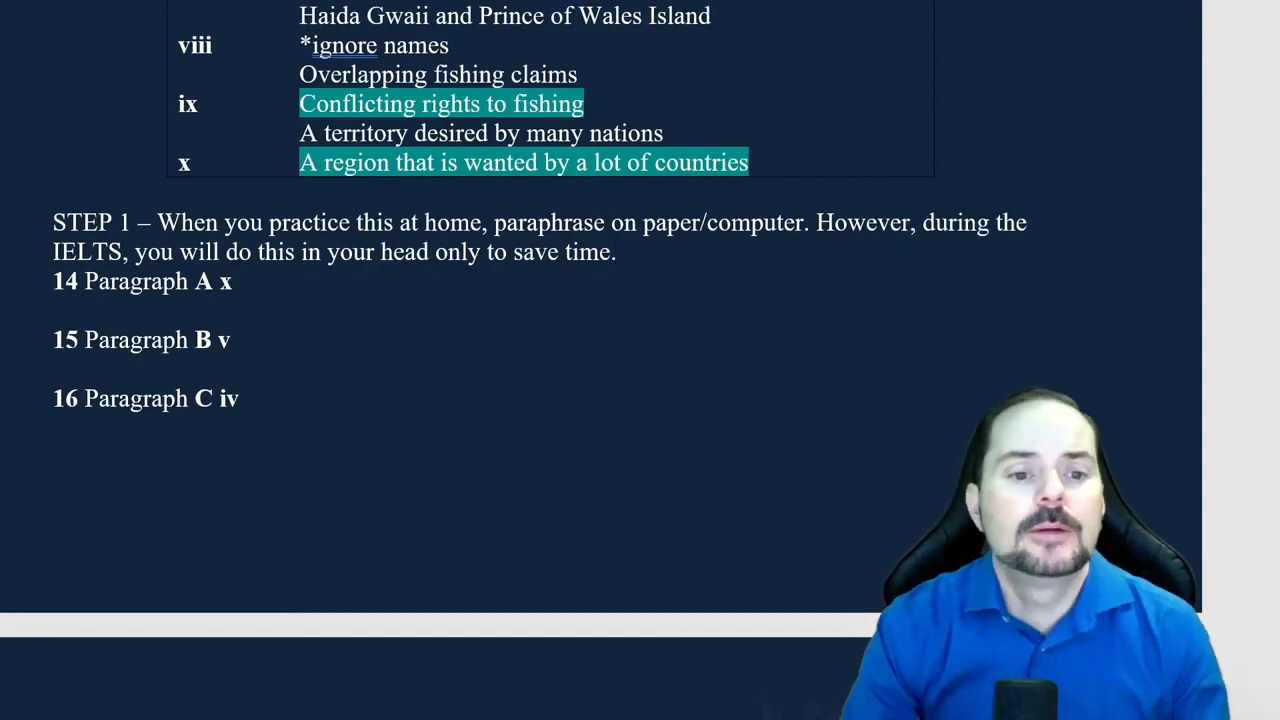 Haida Gwaii and Prince of Wales Island
viii *ignore names
Overlapping fishing claims
ix Conflicting rights to fishing
A territory desired by many nations
x A region that is wanted by a lot of countries
STEP 1 – When you practice this at home, paraphrase on paper/computer. However, during the
IELTS, you will do this in your head only to save time.
14 Paragraph A x
15 Paragraph B v
16 Paragraph C iv